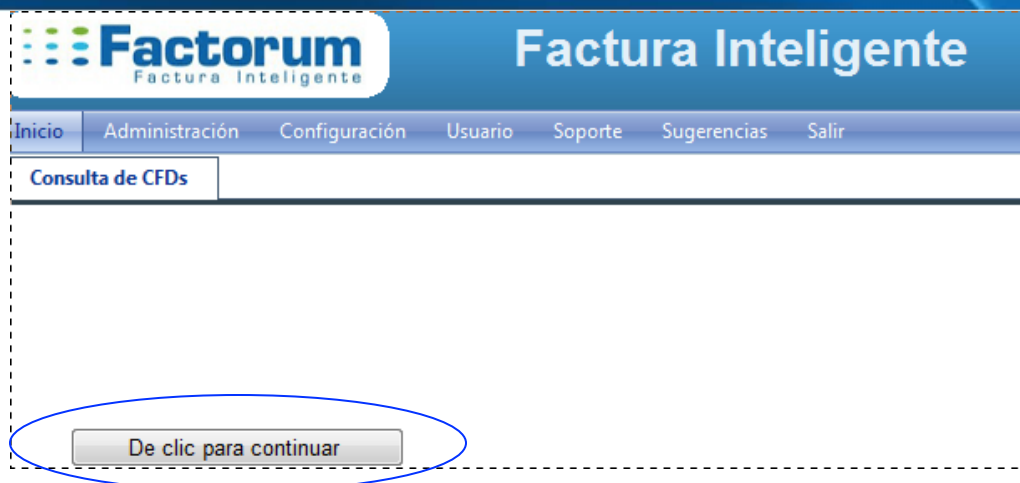 Factorum
Factura Inteligente
Factura Inteligente
Inicio Administración Configuración Usuario Soporte Sugerencias Salir
Consulta de CFDs
De clic para continuar